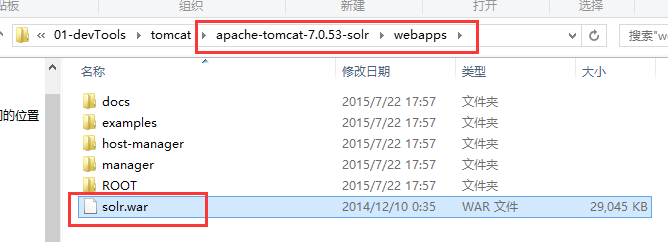 贴板 组织 新建 打开
« 01-devTools › tomcat › apache-tomcat-7.0.53-solr › webapps › 搜索"we
名称 修改日期 类型 大小
docs 2015/7/22 17:57 文件夹
问的位置
examples 2015/7/22 17:57 文件夹
host-manager 2015/7/22 17:57 文件夹
manager 2015/7/22 17:57 文件夹
ROOT 2015/7/22 17:57 文件夹
solr.war 2014/12/10 0:35 WAR 文件 29,045 KB